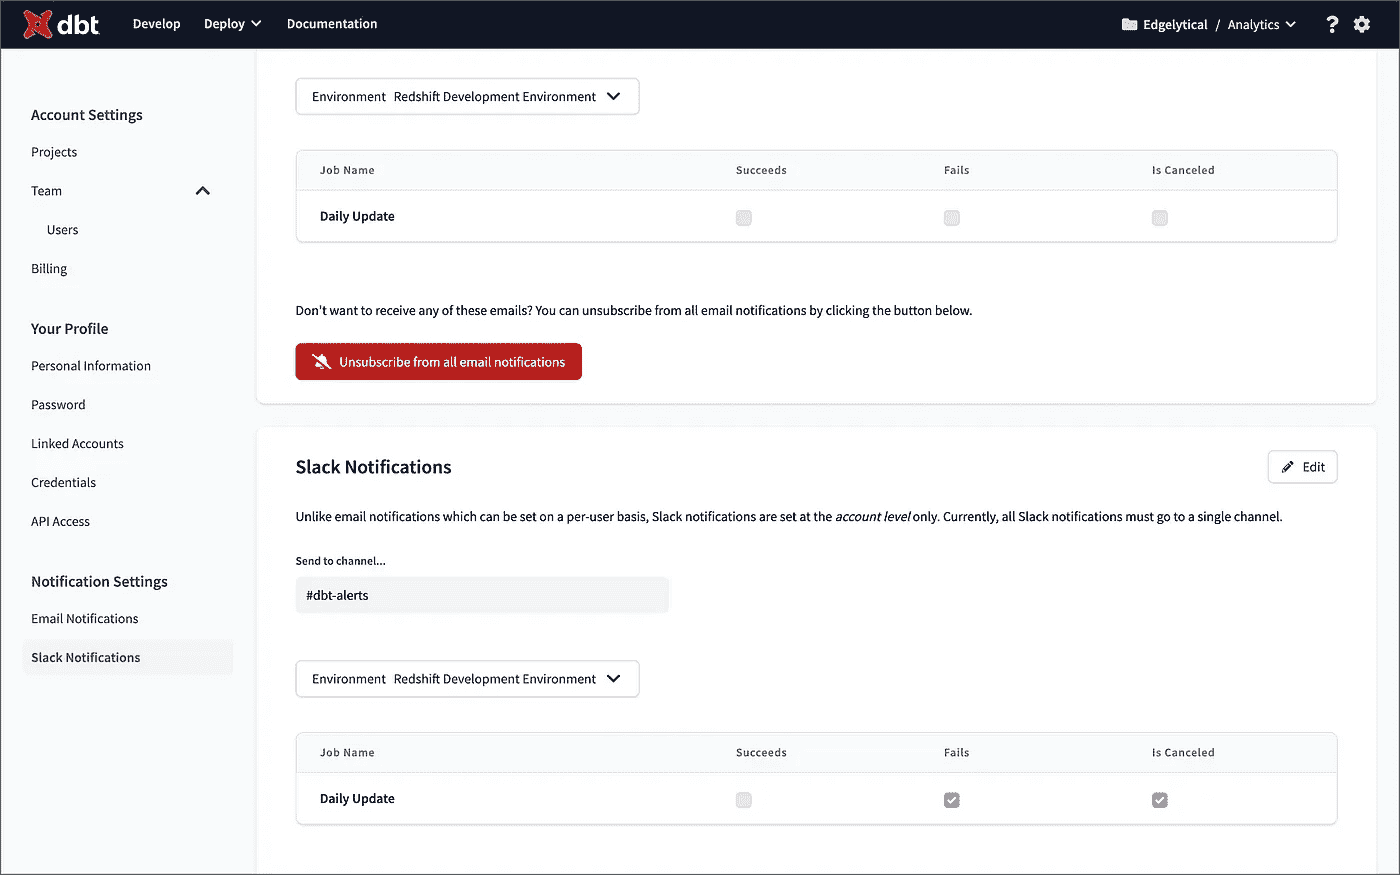 dbt Develop Deploy Documentation Edgelytical / Analytics ?
Account Settings
Projects
Team
Users
Billing
Your Profile
Personal Information
Password
Linked Accounts
Credentials
API Access
Notification Settings
Email Notifications
Slack Notifications
Environment Redshift Development Environment
Job Name Succeeds Fails Is Canceled
Daily Update
Don't want to receive any of these emails? You can unsubscribe from all email notifications by clicking the button below.
Unsubscribe from all email notifications
Slack Notifications
Edit
Unlike email notifications which can be set on a per-user basis, Slack notifications are set at the account level only. Currently, all Slack notifications must go to a single channel.
Send to channel...
#dbt-alerts
Environment Redshift Development Environment
Job Name Succeeds Fails Is Canceled
Daily Update